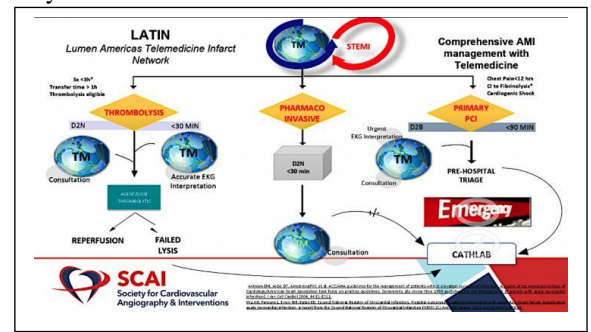 LATIN
Lumen Americas Telemedicine Infarct
Network
TM
STEMI
Comprehensive AMI
management with
Telemedicine
Sx <3h*
Transfer time > 1h
Thrombolysis eligible
Chest Pain<12 hrs
CI to Fibrinolysis*
Cardiogenic Shock
THROMBOLYSIS
PHARMACO
INVASIVE
PRIMARY
PCI
D2N
<30 MIN
D2B
<90 MIN
TM
TM
Consultation
Accurate EKG
Interpretation
D2N
<30 min
Urgent
EKG Interpretation
TM
Consultation
PRE-HOSPITAL
TRIAGE
THROMBOLYTIC
Emergency
REPERFUSION
FAILED
LYSIS
TM
Consultation
+/-
CATHLAB
SCAI
Society for Cardiovascular
Angiography & Interventions